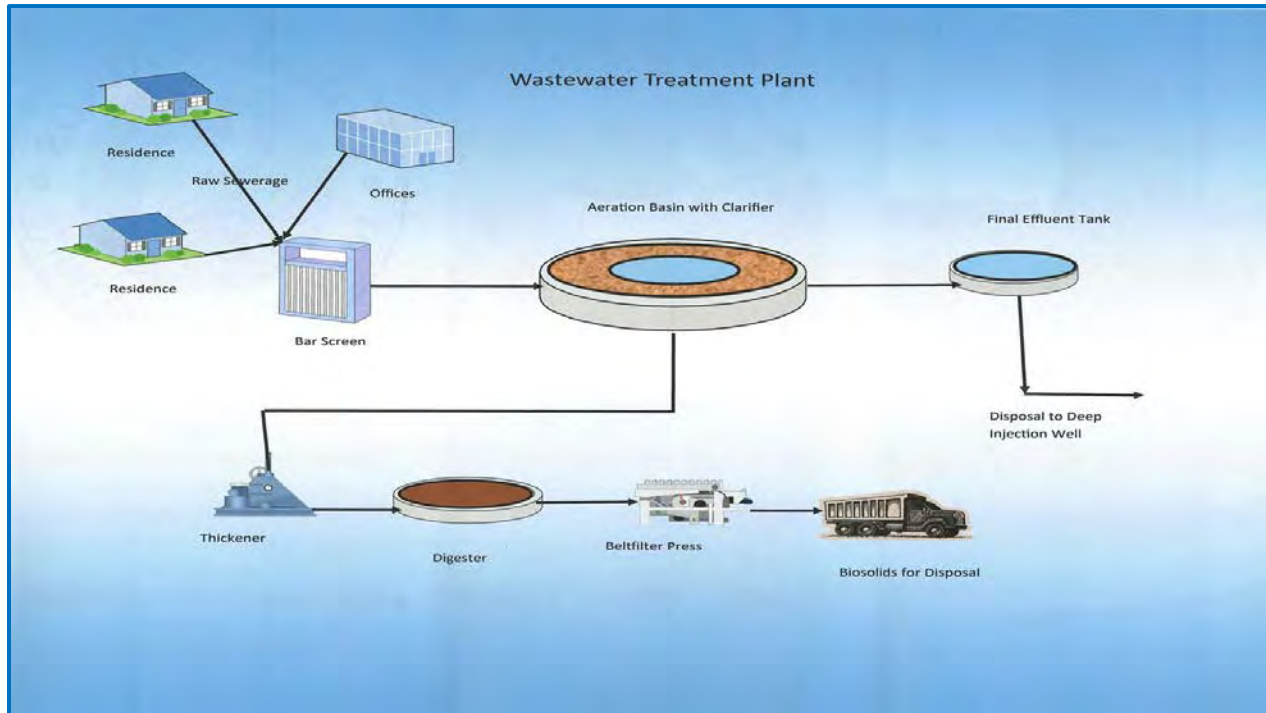 Wastewater Treatment Plant
Residence
Raw Sewerage
Offices
Residence
Bar Screen
Aeration Basin with Clarifier
Final Effluent Tank
Disposal to Deep
Injection Well
Thickener
Digester
Beltfilter Press
Biosolids for Disposal